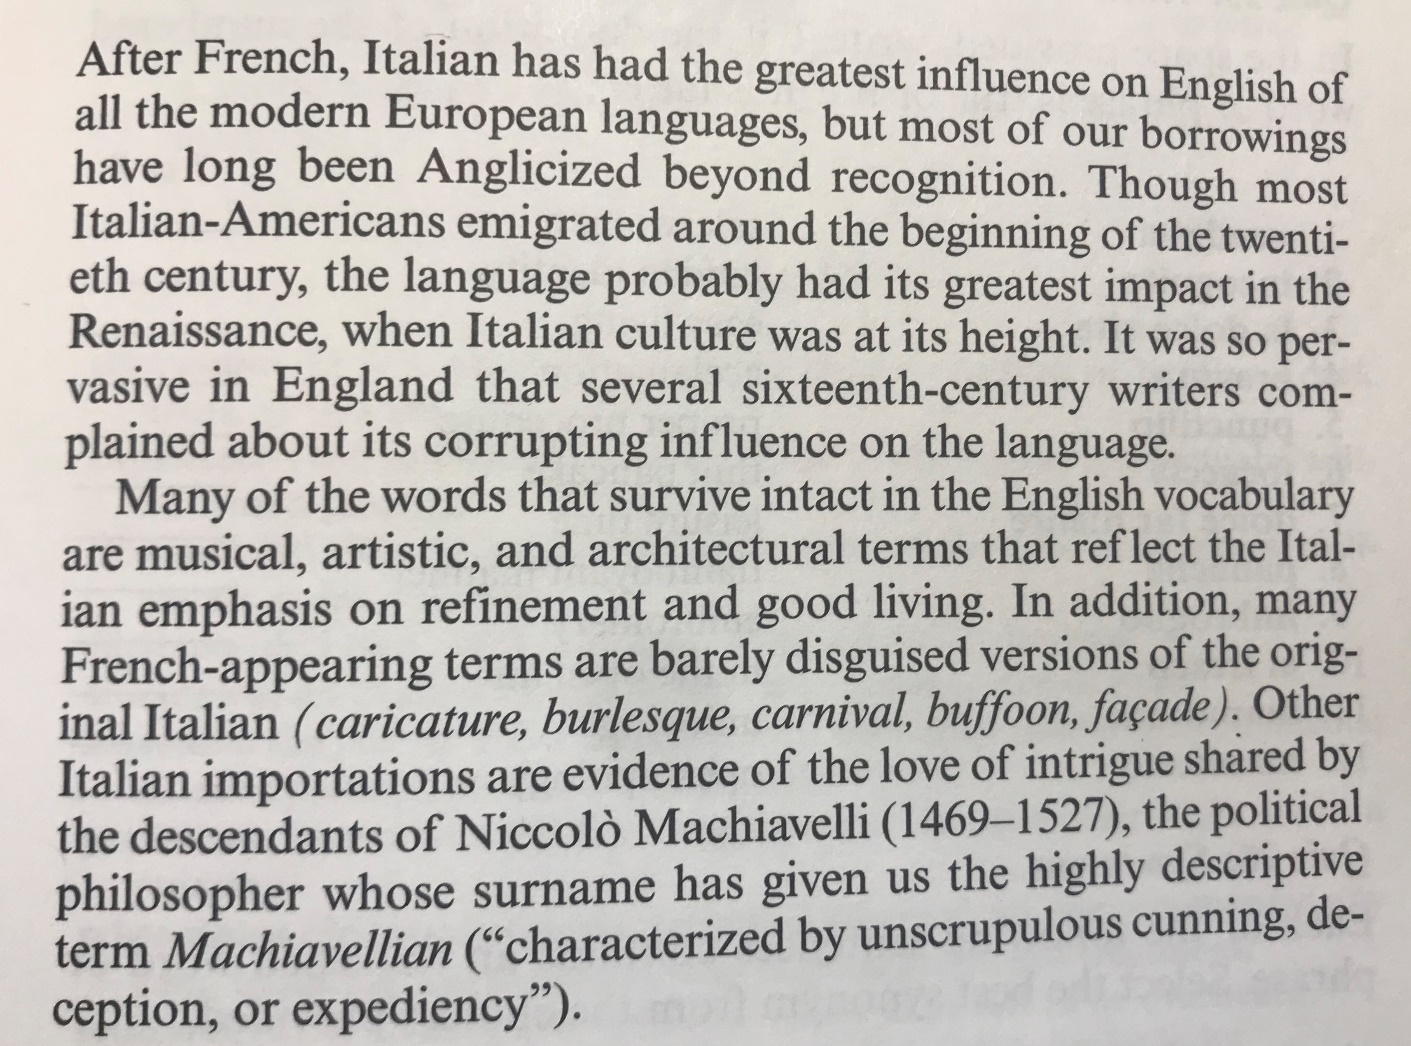 After French, Italian has had the greatest influence on English of
all the modern European languages, but most of our borrowings
have long been Anglicized beyond recognition. Though most
Italian-Americans emigrated around the beginning of the twenti-
eth century, the language probably had its greatest impact in the
Renaissance, when Italian culture was at its height. It was so per-
vasive in England that several sixteenth-century writers com-
plained about its corrupting influence on the language.
Many of the words that survive intact in the English vocabulary
are musical, artistic, and architectural terms that reflect the Ital-
ian emphasis on refinement and good living. In addition, many
French-appearing terms are barely disguised versions of the orig-
inal Italian (caricature, burlesque, carnival, buffoon, façade). Other
Italian importations are evidence of the love of intrigue shared by
the descendants of Niccolò Machiavelli (1469–1527), the political
philosopher whose surname has given us the highly descriptive
term Machiavellian (“characterized by unscrupulous cunning, de-
ception, or expediency”).